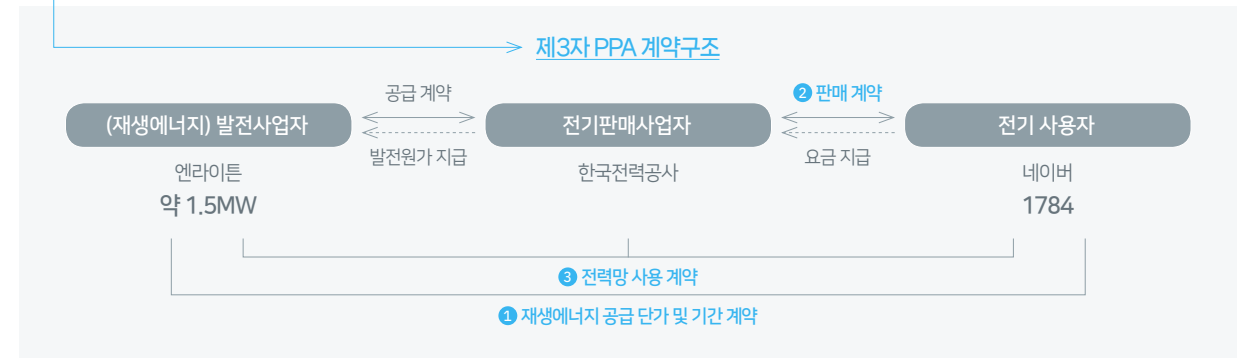 제3자 PPA 계약구조
공급 계약
❷ 판매 계약
(재생에너지) 발전사업자
전기판매사업자
전기 사용자
발전원가 지급
요금 지급
엔라이튼
한국전력공사
네이버
약 1.5MW
1784
❸ 전력망 사용 계약
❶ 재생에너지 공급 단가 및 기간 계약